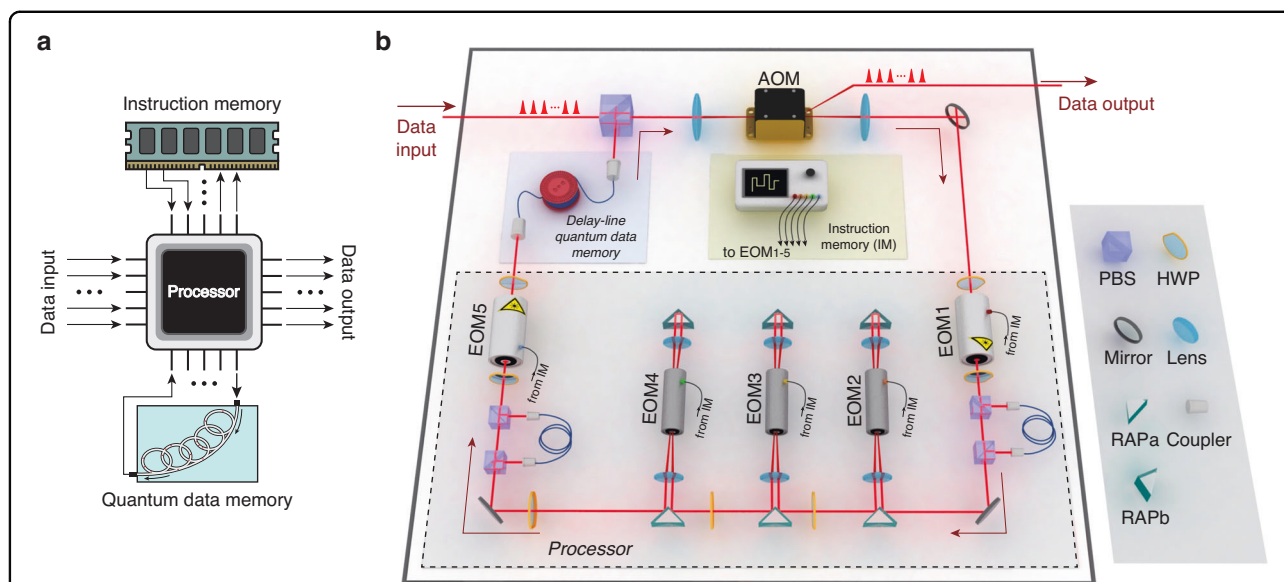 a
Instruction memory
Data input
Processor
Data output
Quantum data memory
b
AOM
Data
input
Data output
Delay-line
quantum data
memory
Instruction
memory (IM)
to EOM1-5
EOM5
from IM
EOM4
from IM
EOM3
from IM
EOM2
from IM
EOM1
from IM
Processor
PBS
HWP
Mirror
Lens
RAPa
Coupler
RAPb